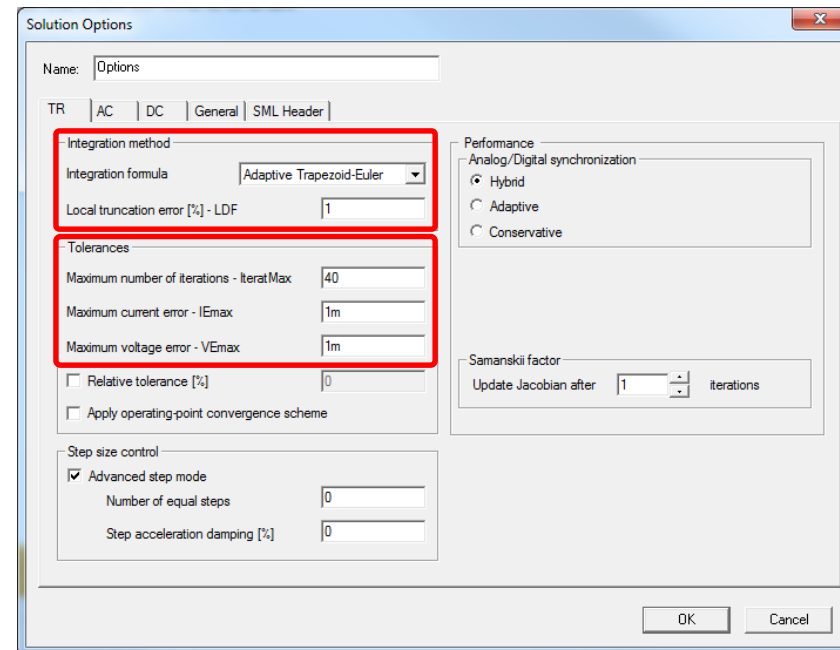 Solution Options
x
Name: Options
TR AC DC General SML Header
Integration method
Integration formula Adaptive Trapezoid-Euler
Local truncation error [%] - LDF 1
Tolerances
Maximum number of iterations - IteratMax 40
Maximum current error - IEmax 1m
Maximum voltage error - VEmax 1m
Relative tolerance [%] 0
Apply operating-point convergence scheme
Step size control
Advanced step mode
Number of equal steps 0
Step acceleration damping [%] 0
Performance
Analog/Digital synchronization
Hybrid
Adaptive
Conservative
Samanskii factor
Update Jacobian after 1 iterations
OK Cancel